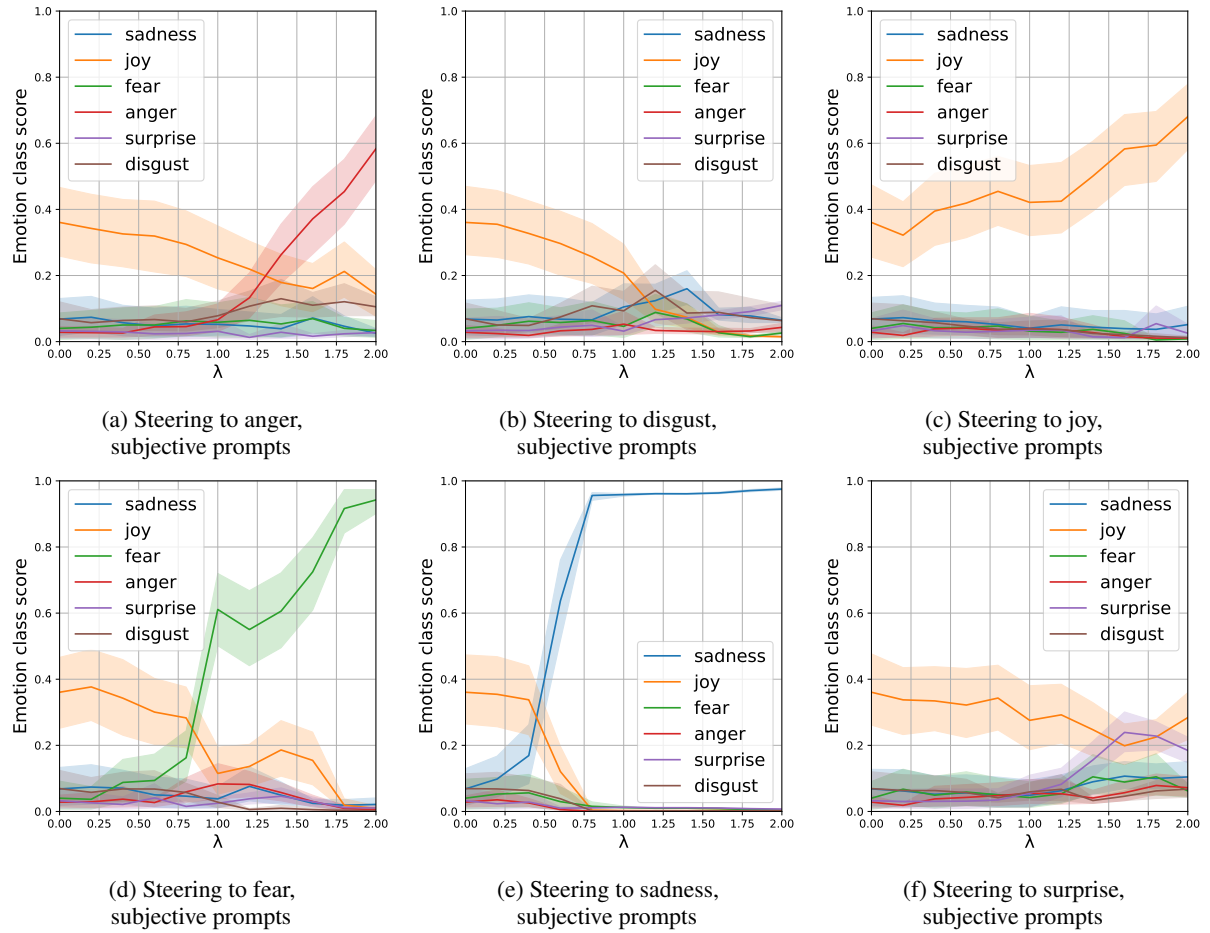 1.0
0.8
0.6
0.4
0.2
0.0
Emotion class score
sadness
joy
fear
anger
surprise
disgust
0.00 0.25 0.50 0.75 1.00 1.25 1.50 1.75 2.00
λ
(a) Steering to anger,
subjective prompts
1.0
0.8
0.6
0.4
0.2
0.0
Emotion class score
sadness
joy
fear
anger
surprise
disgust
0.00 0.25 0.50 0.75 1.00 1.25 1.50 1.75 2.00
λ
(b) Steering to disgust,
subjective prompts
1.0
0.8
0.6
0.4
0.2
0.0
Emotion class score
sadness
joy
fear
anger
surprise
disgust
0.00 0.25 0.50 0.75 1.00 1.25 1.50 1.75 2.00
λ
(c) Steering to joy,
subjective prompts
1.0
0.8
0.6
0.4
0.2
0.0
Emotion class score
sadness
joy
fear
anger
surprise
disgust
0.00 0.25 0.50 0.75 1.00 1.25 1.50 1.75 2.00
λ
(d) Steering to fear,
subjective prompts
1.0
0.8
0.6
0.4
0.2
0.0
Emotion class score
sadness
joy
fear
anger
surprise
disgust
0.00 0.25 0.50 0.75 1.00 1.25 1.50 1.75 2.00
λ
(e) Steering to sadness,
subjective prompts
1.0
0.8
0.6
0.4
0.2
0.0
Emotion class score
sadness
joy
fear
anger
surprise
disgust
0.00 0.25 0.50 0.75 1.00 1.25 1.50 1.75 2.00
λ
(f) Steering to surprise,
subjective prompts